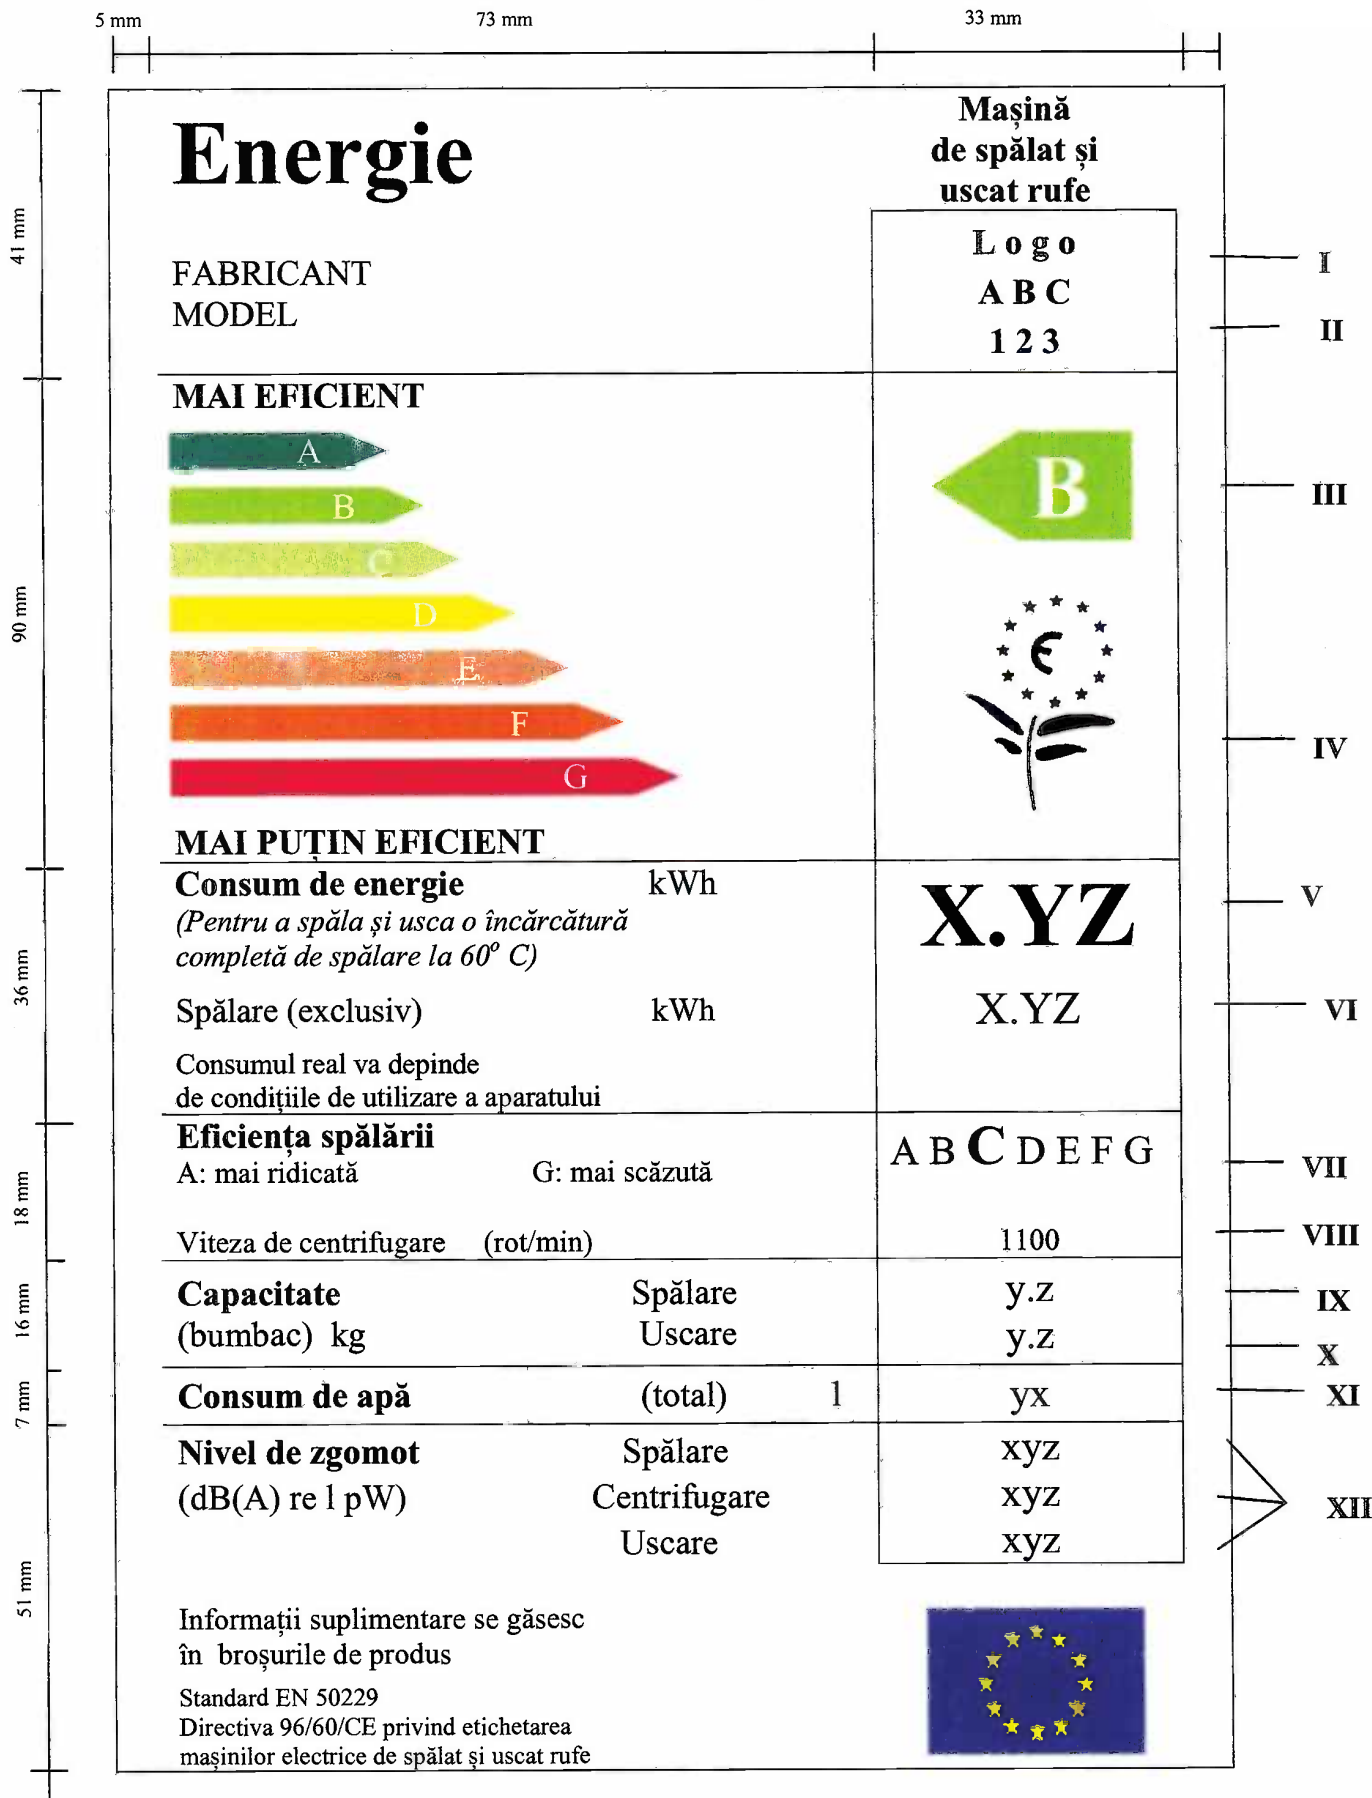 5 mm 73 mm 33 mm
Energie
Mașină
de spălat și
uscat rufe
41 mm
FABRICANT
MODEL
Logo
ABC
123
I
II
MAI EFICIENT
A
B
C
D
E
F
G
B
III
90 mm
IV
MAI PUȚIN EFICIENT
Consum de energie kWh X.YZ V
(Pentru a spăla și usca o încărcătură
completă de spălare la 60° C)
36 mm
Spălare (exclusiv) kWh X.YZ VI
Consumul real va depinde
de condițiile de utilizare a aparatului
Eficiența spălării
A: mai ridicată G: mai scăzută A B C D E F G VII
18 mm
Viteza de centrifugare (rot/min) 1100 VIII
16 mm
Capacitate Spălare y.z IX
(bumbac) kg Uscare y.z X
7 mm
Consum de apă (total) l yx XI
Nivel de zgomot Spălare xyz
(dB(A) re 1 pW) Centrifugare xyz XII
Uscare xyz
51 mm
Informații suplimentare se găsesc
în broșurile de produs
Standard EN 50229
Directiva 96/60/CE privind etichetarea
mașinilor electrice de spălat și uscat rufe